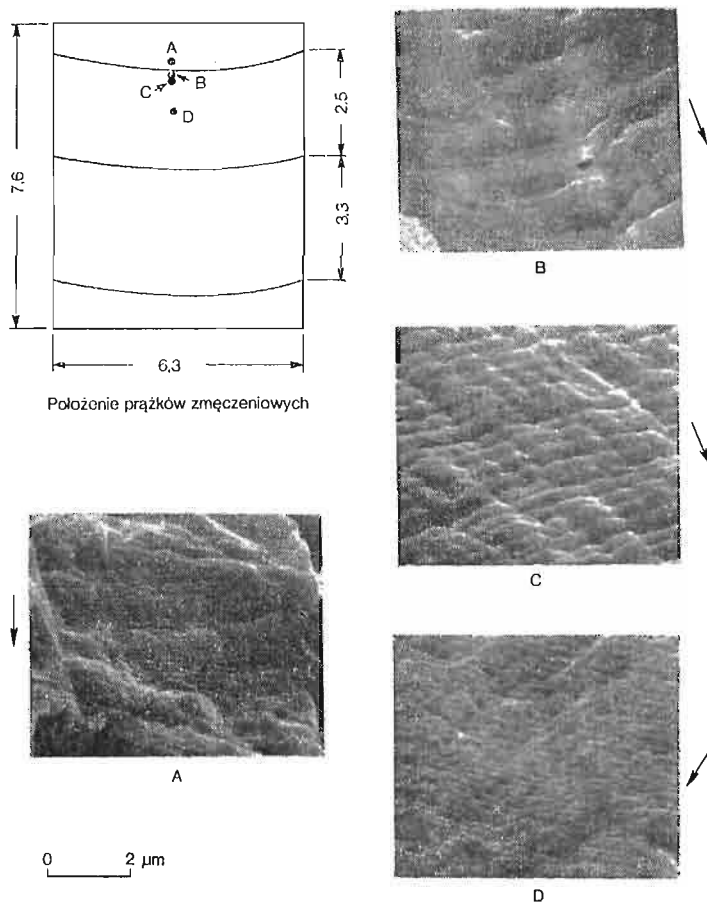 A
B
C
D
2,5
3,3
7,6
6,3
Położenie prążków zmęczeniowych
B
C
A
D
0 2 µm